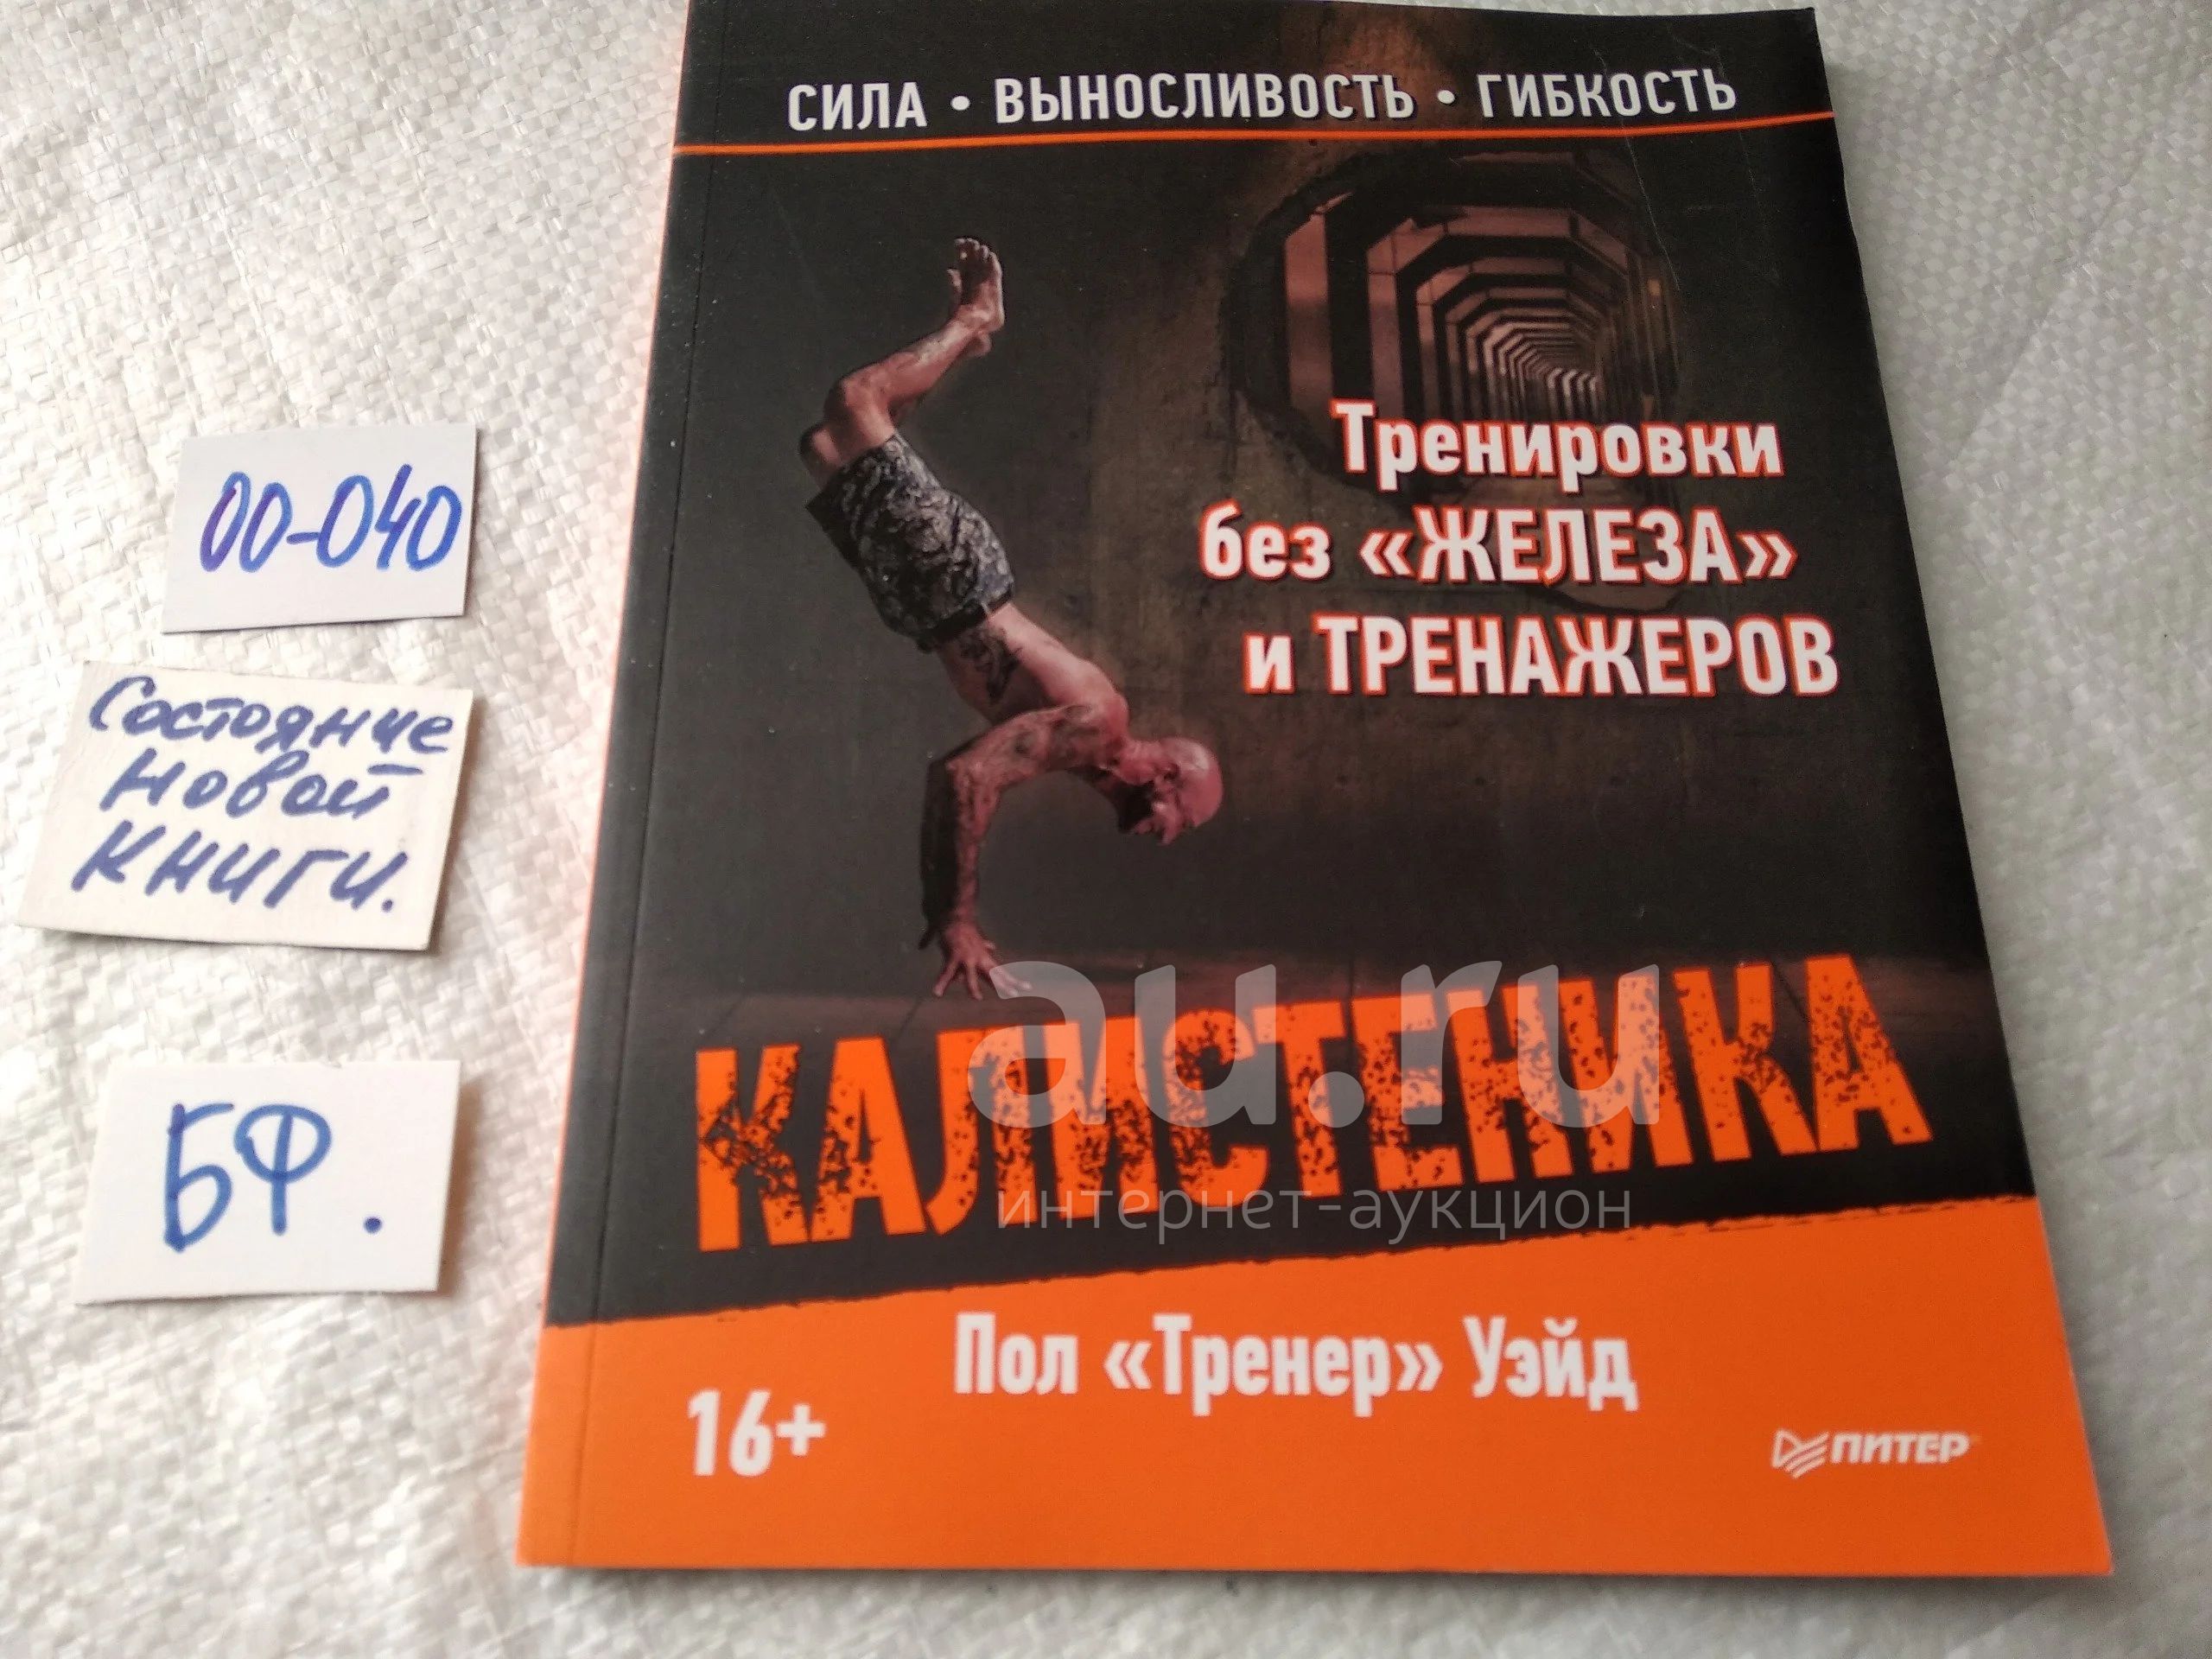 СИЛА • ВЫНОСЛИВОСТЬ • ГИБКОСТЬ
Тренировки
без «ЖЕЛЕЗА»
и ТРЕНАЖЕРОВ
КАЛИСТЕНИКА
Пол «Тренер» Уэйд
16+
ПИТЕР
00-040
Состояние
новой
книги.
БФ.
au.ru
интернет-аукцион